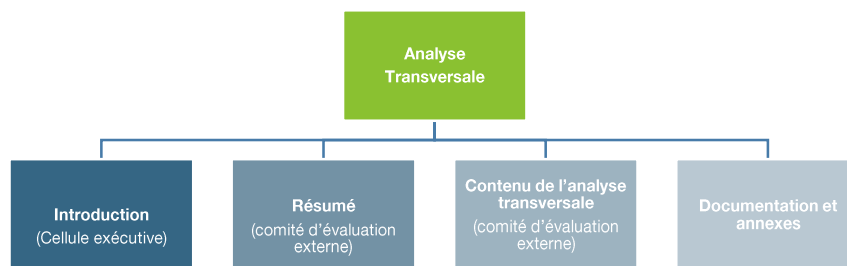 Analyse
Transversale
Introduction
(Cellule exécutive)
Résumé
(comité d'évaluation
externe)
Contenu de l'analyse
transversale
(comité d'évaluation
externe)
Documentation et
annexes